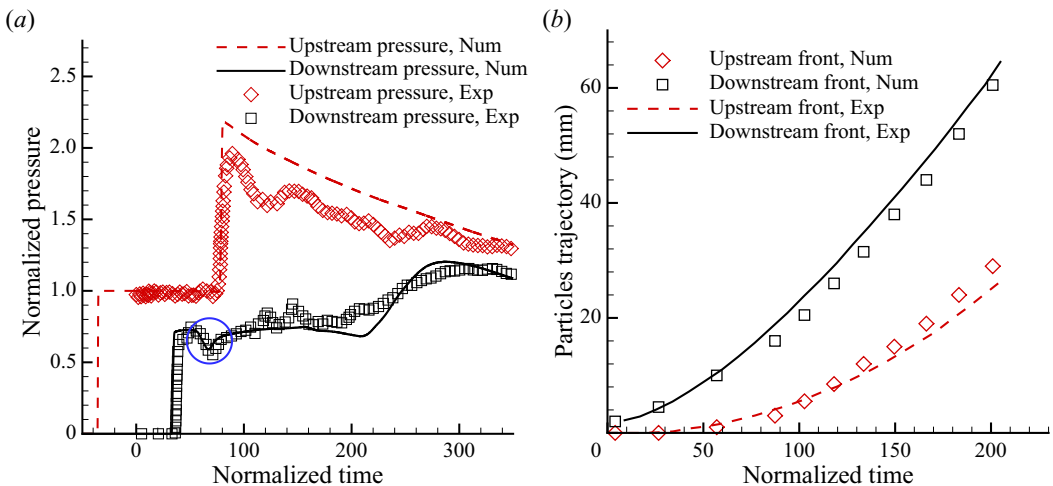 (a)
Normalized pressure
2.5
2.0
1.5
1.0
0.5
0
Upstream pressure, Num
Downstream pressure, Num
Upstream pressure, Exp
Downstream pressure, Exp
0 100 200 300
Normalized time
(b)
Particles trajectory (mm)
60
40
20
Upstream front, Num
Downstream front, Num
Upstream front, Exp
Downstream front, Exp
0 50 100 150 200
Normalized time